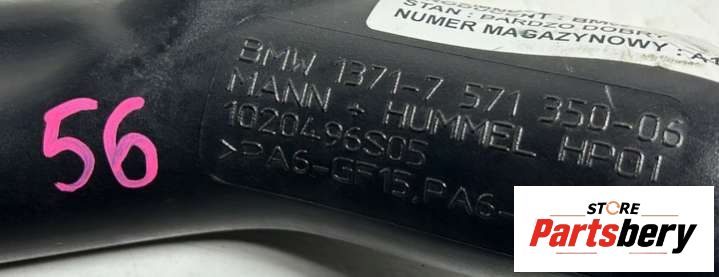 STAN : BARDZO DOBRY
NUMER MAGAZYNOWY : A1
BMW 1371-7 571 350-06
MANN + HUMMEL HP01
1020496S05
>PA6-GF15,PA6-
56
STORE
Partsbery